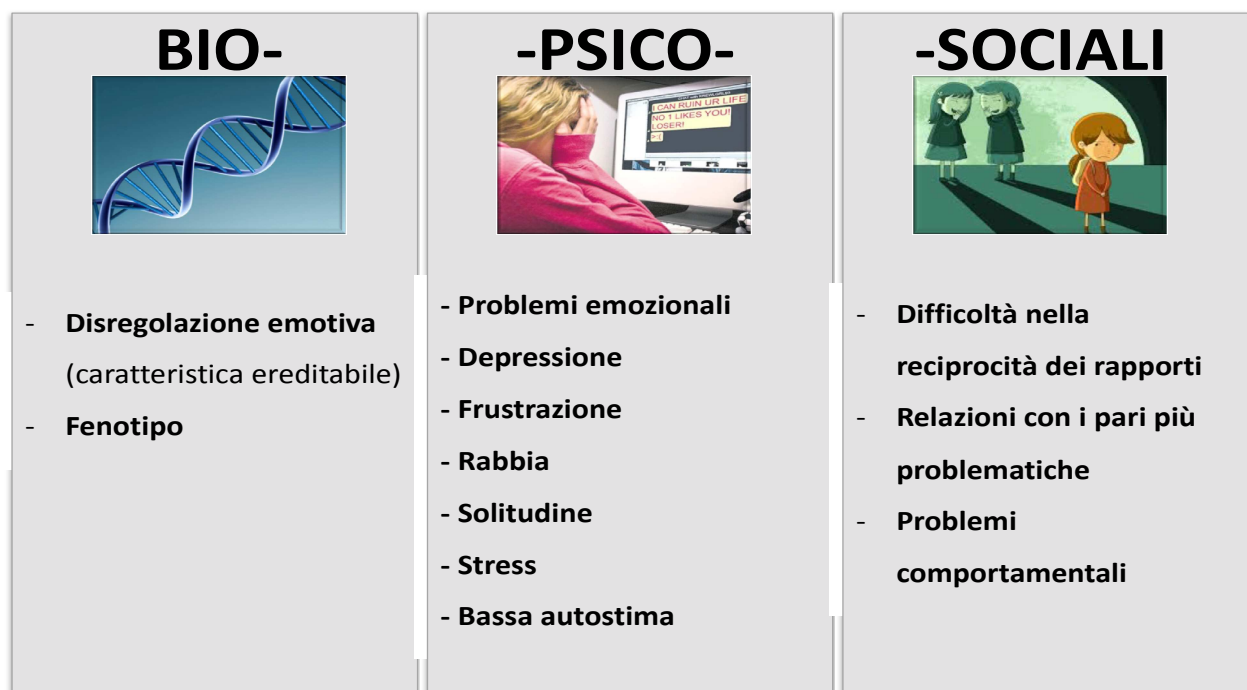 BIO-
- Disregolazione emotiva
(caratteristica ereditabile)
- Fenotipo
-PSICO-
I CAN RUIN UR LIFE
NO 1 LIKES YOU!
LOSER!
>:(
- Problemi emozionali
- Depressione
- Frustrazione
- Rabbia
- Solitudine
- Stress
- Bassa autostima
-SOCIALI
- Difficoltà nella
reciprocità dei rapporti
- Relazioni con i pari più
problematiche
- Problemi
comportamentali